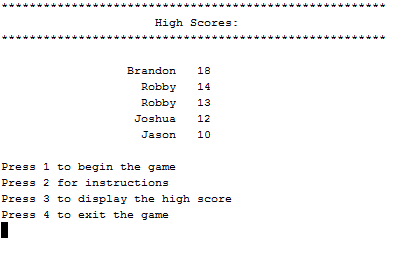 *******************************************************
High Scores:
*******************************************************
Brandon 18
Robby 14
Robby 13
Joshua 12
Jason 10
Press 1 to begin the game
Press 2 for instructions
Press 3 to display the high score
Press 4 to exit the game